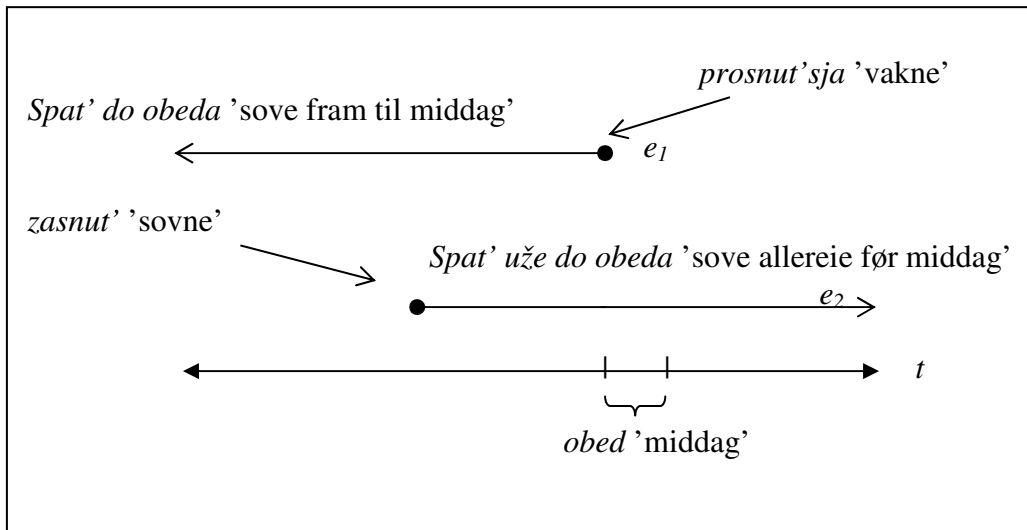 prosnut’sja ’vakne’
Spat’ do obeda ’sove fram til middag’
e1
zasnut’ ’sovne’
Spat’ uže do obeda ’sove allereie før middag’
e2
t
obed ’middag’